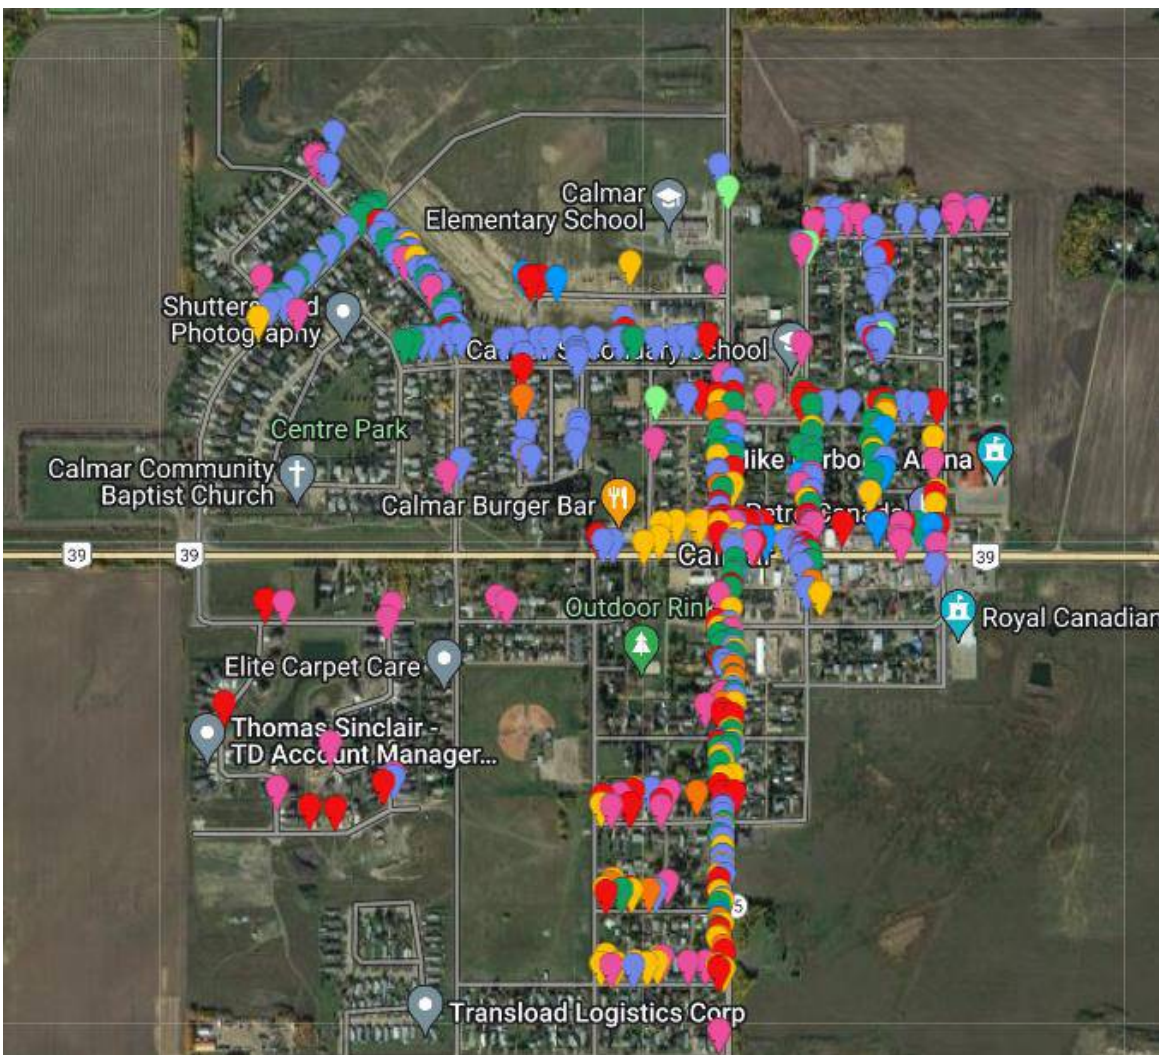 Calmar
Elementary School
Photography
School
Centre Park
Calmar Community
Baptist Church
Calmar Burger Bar
39
39
39
Outdoor Rink
Royal Canadian
Elite Carpet Care
Thomas Sinclair -
TD Account Manager...
Transload Logistics Corp